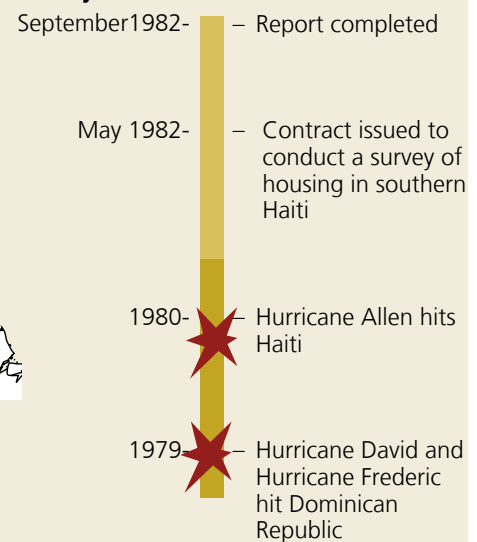 September1982- – Report completed
May 1982- – Contract issued to
conduct a survey of
housing in southern
Haiti
1980- – Hurricane Allen hits
Haiti
1979- – Hurricane David and
Hurricane Frederic
hit Dominican
Republic